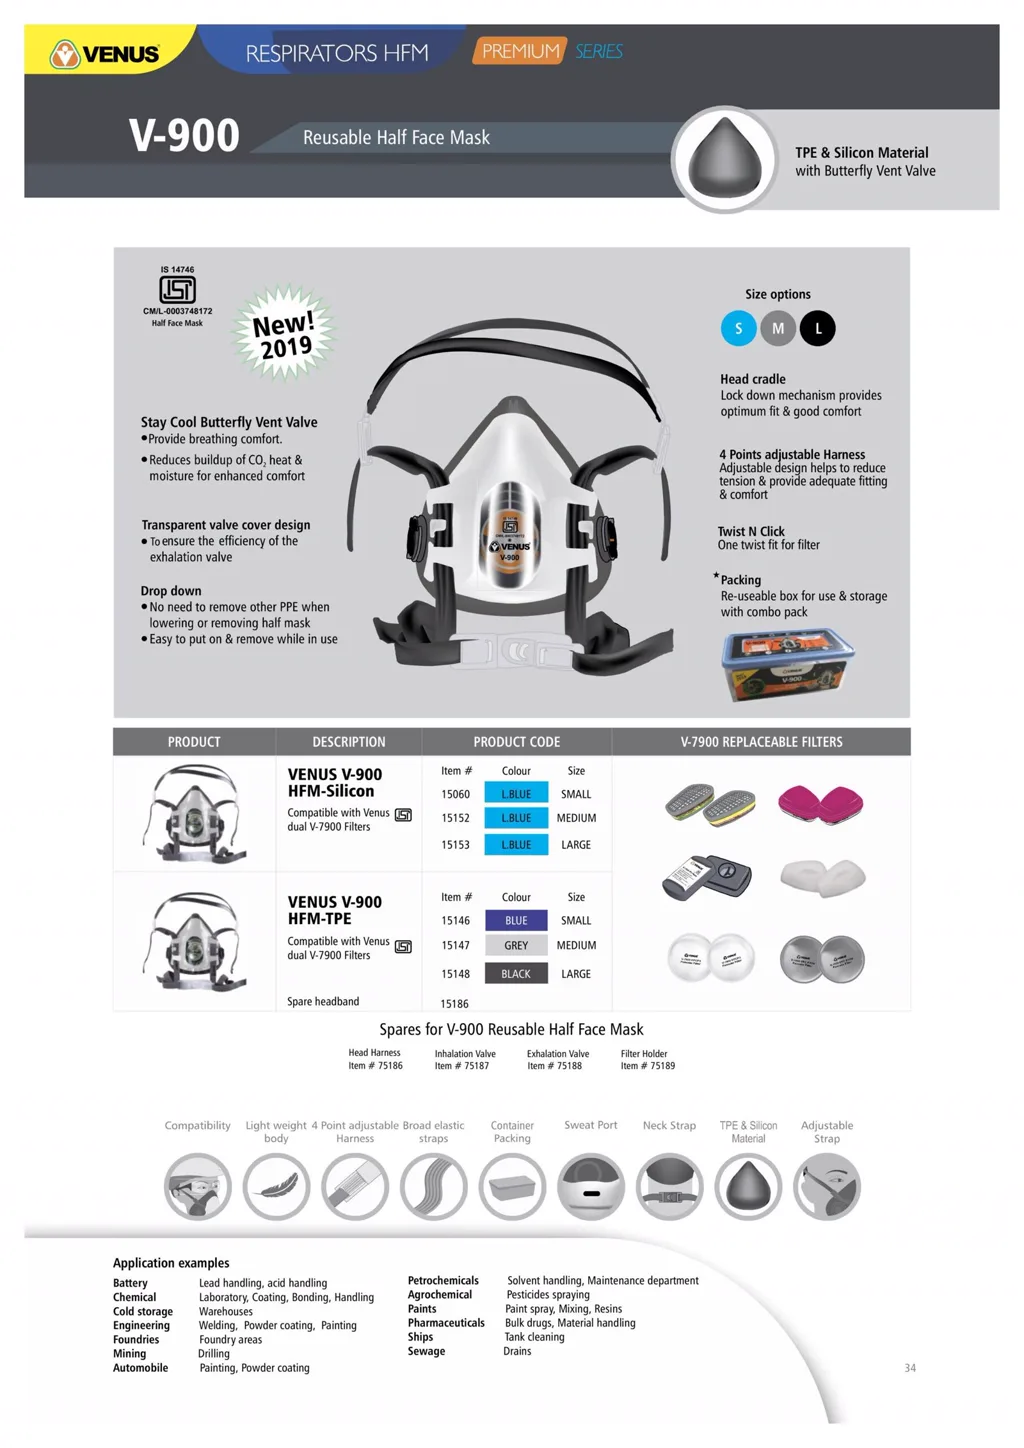 VENUS
RESPIRATORS HFM
PREMIUM SERIES
V-900
Reusable Half Face Mask
TPE & Silicon Material
with Butterfly Vent Valve
IS 14746
CM/L-0003748172
Half Face Mask
New!
2019
Stay Cool Butterfly Vent Valve
•Provide breathing comfort.
•Reduces buildup of CO2 heat &
moisture for enhanced comfort
Transparent valve cover design
• To ensure the efficiency of the
exhalation valve
Drop down
•No need to remove other PPE when
lowering or removing half mask
•Easy to put on & remove while in use
VENUS
V-900
Size options
S M L
Head cradle
Lock down mechanism provides
optimum fit & good comfort
4 Points adjustable Harness
Adjustable design helps to reduce
tension & provide adequate fitting
& comfort
Twist N Click
One twist fit for filter
*Packing
Re-useable box for use & storage
with combo pack
V-900
PRODUCT DESCRIPTION PRODUCT CODE V-7900 REPLACEABLE FILTERS
VENUS V-900
HFM-Silicon
Compatible with Venus
dual V-7900 Filters
Item # Colour Size
15060 L.BLUE SMALL
15152 L.BLUE MEDIUM
15153 L.BLUE LARGE
VENUS V-900
HFM-TPE
Compatible with Venus
dual V-7900 Filters
Item # Colour Size
15146 BLUE SMALL
15147 GREY MEDIUM
15148 BLACK LARGE
Spare headband 15186
Spares for V-900 Reusable Half Face Mask
Head Harness Inhalation Valve Exhalation Valve Filter Holder
Item # 75186 Item # 75187 Item # 75188 Item # 75189
Compatibility Light weight 4 Point adjustable Broad elastic Container Sweat Port Neck Strap TPE & Silicon Adjustable
body Harness straps Packing Material Strap
Application examples
Battery Lead handling, acid handling
Chemical Laboratory, Coating, Bonding, Handling
Cold storage Warehouses
Engineering Welding, Powder coating, Painting
Foundries Foundry areas
Mining Drilling
Automobile Painting, Powder coating
Petrochemicals Solvent handling, Maintenance department
Agrochemical Pesticides spraying
Paints Paint spray, Mixing, Resins
Pharmaceuticals Bulk drugs, Material handling
Ships Tank cleaning
Sewage Drains
34